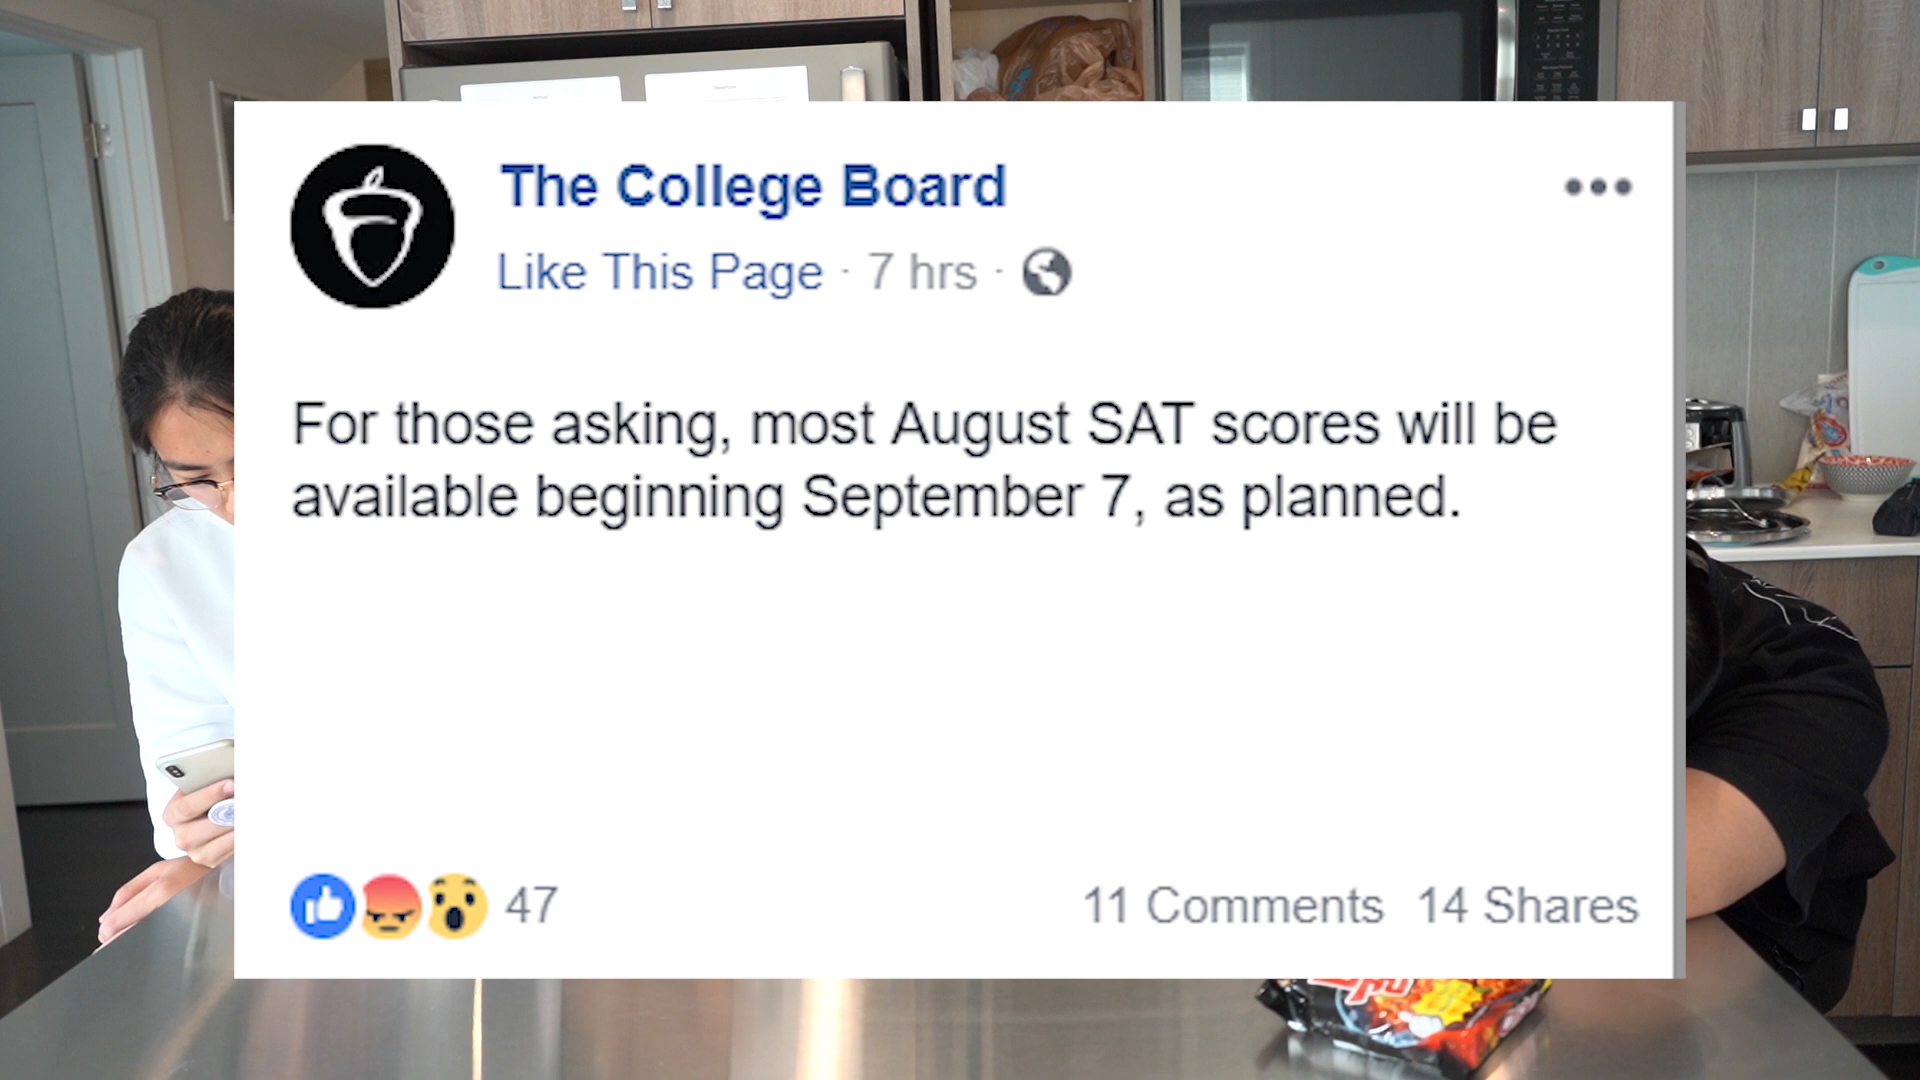 The College Board
Like This Page · 7 hrs ·
For those asking, most August SAT scores will be
available beginning September 7, as planned.
47
11 Comments 14 Shares